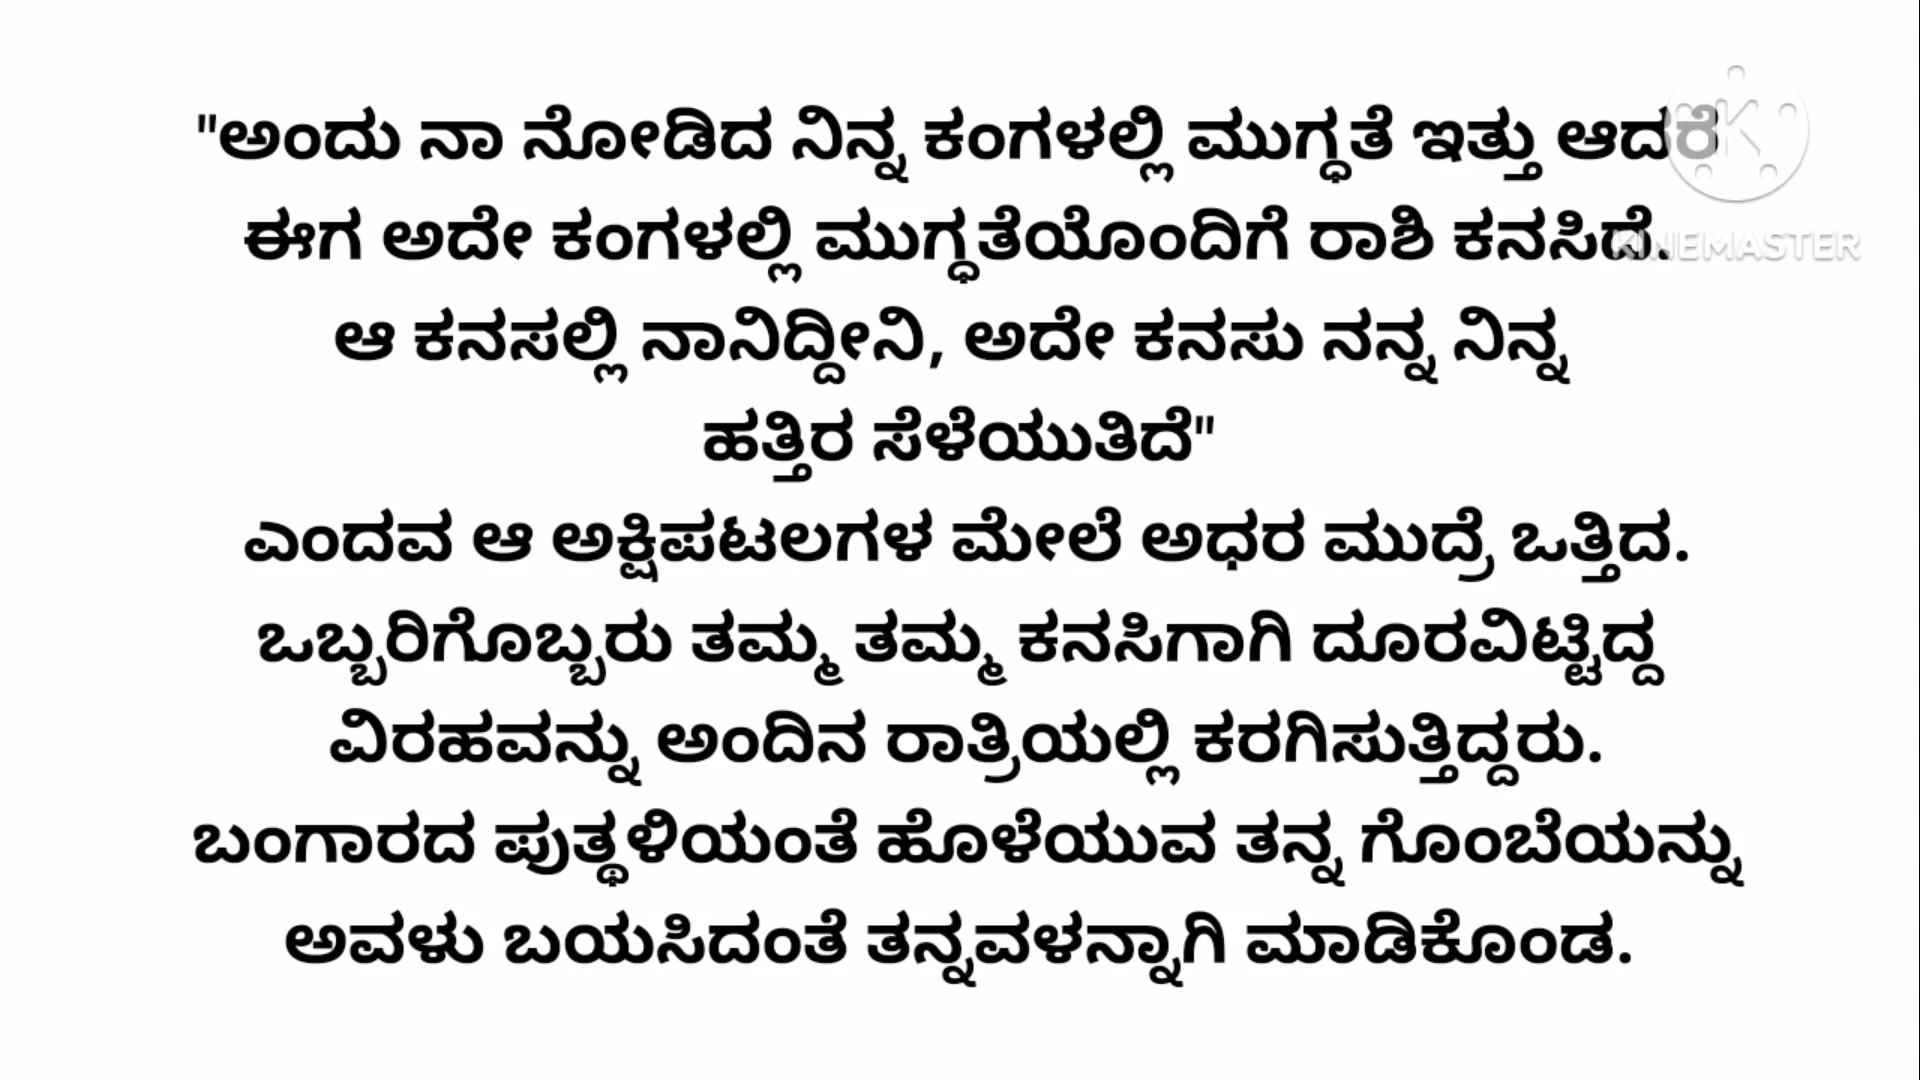 "ಅಂದು ನಾ ನೋಡಿದ ನಿನ್ನ ಕಂಗಳಲ್ಲಿ ಮುಗ್ಧತೆ ಇತ್ತು ಆದರೆ
ಈಗ ಅದೇ ಕಂಗಳಲ್ಲಿ ಮುಗ್ಧತೆಯೊಂದಿಗೆ ರಾಶಿ ಕನಸಿದೆ.
KINEMASTER
ಆ ಕನಸಲ್ಲಿ ನಾನಿದ್ದೀನಿ, ಅದೇ ಕನಸು ನನ್ನ ನಿನ್ನ
ಹತ್ತಿರ ಸೆಳೆಯುತಿದೆ"
ಎಂದವ ಆ ಅಕ್ಷಿಪಟಲಗಳ ಮೇಲೆ ಅಧರ ಮುದ್ರೆ ಒತ್ತಿದ.
ಒಬ್ಬರಿಗೊಬ್ಬರು ತಮ್ಮ ತಮ್ಮ ಕನಸಿಗಾಗಿ ದೂರವಿಟ್ಟಿದ್ದ
ವಿರಹವನ್ನು ಅಂದಿನ ರಾತ್ರಿಯಲ್ಲಿ ಕರಗಿಸುತ್ತಿದ್ದರು.
ಬಂಗಾರದ ಪುತ್ಥಳಿಯಂತೆ ಹೊಳೆಯುವ ತನ್ನ ಗೊಂಬೆಯನ್ನು
ಅವಳು ಬಯಸಿದಂತೆ ತನ್ನವಳನ್ನಾಗಿ ಮಾಡಿಕೊಂಡ.